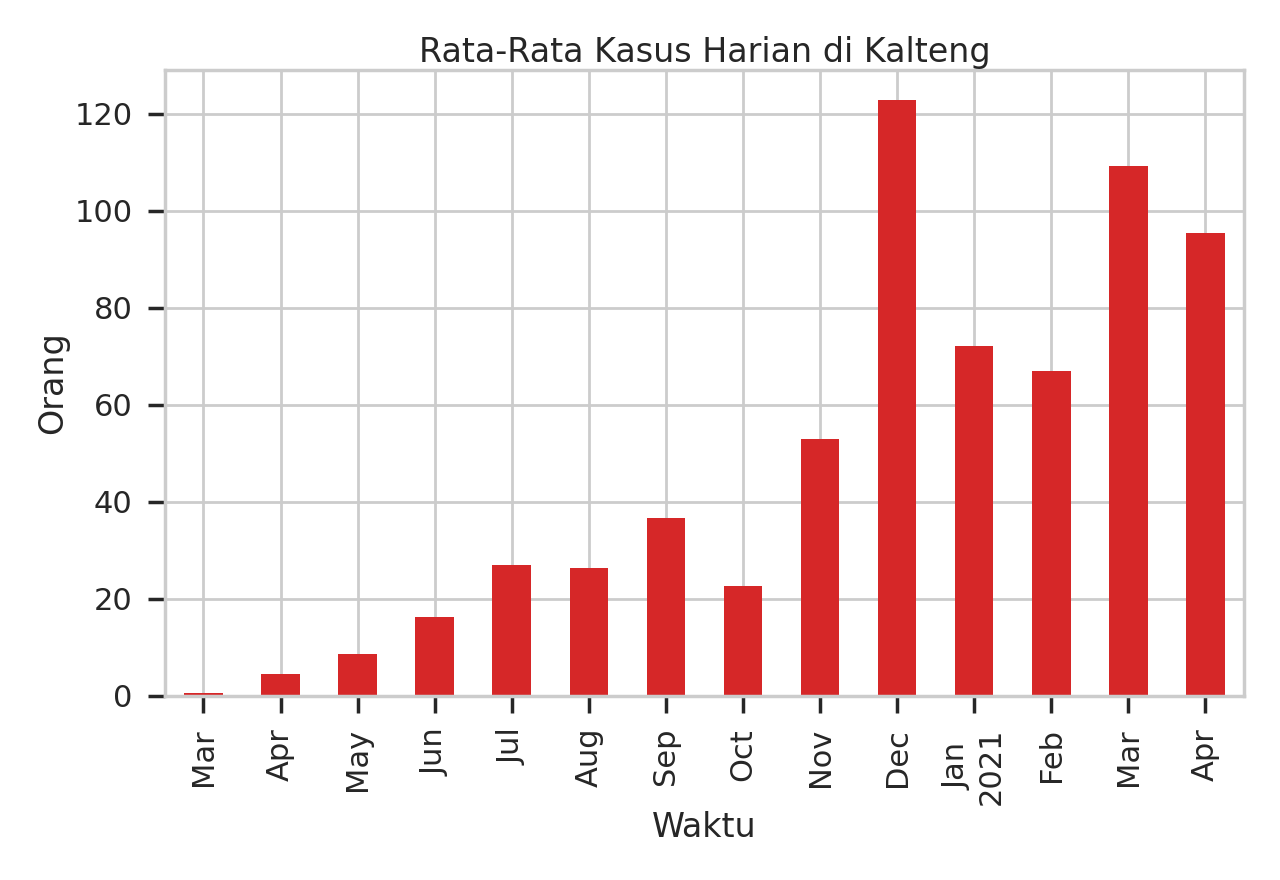 Rata-Rata Kasus Harian di Kalteng
120
100
80
60
40
20
0
Orang
Mar
Apr
May
Jun
Jul
Aug
Sep
Oct
Nov
Dec
Jan
2021
Feb
Mar
Apr
Waktu